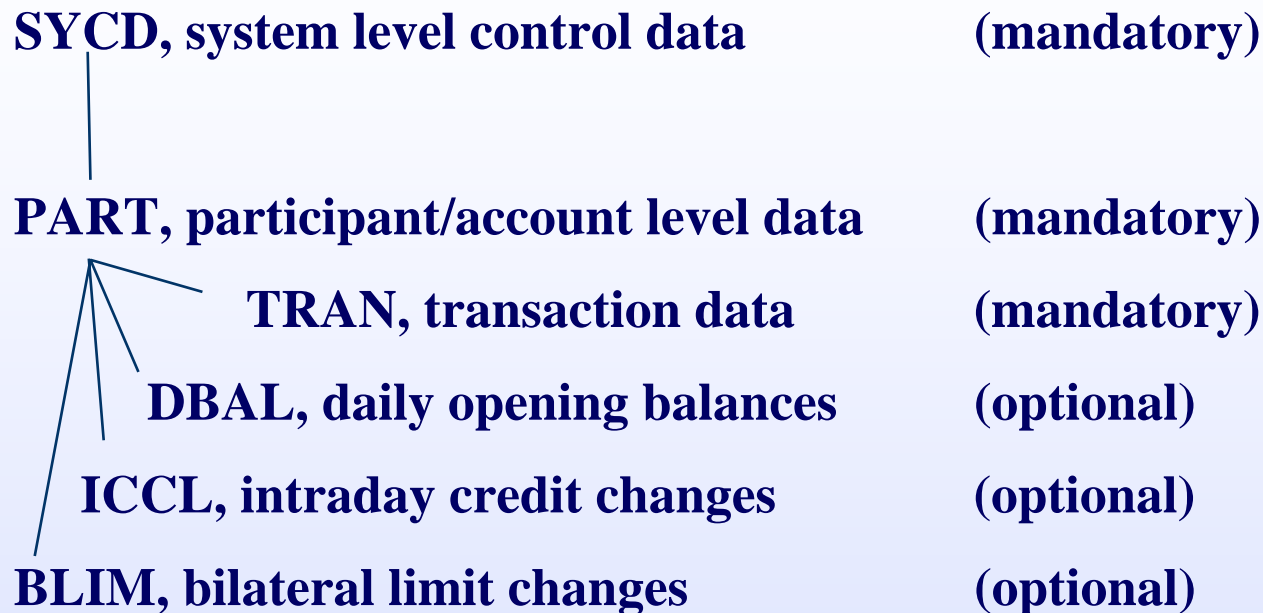 SYCD, system level control data (mandatory)
PART, participant/account level data (mandatory)
TRAN, transaction data (mandatory)
DBAL, daily opening balances (optional)
ICCL, intraday credit changes (optional)
BLIM, bilateral limit changes (optional)